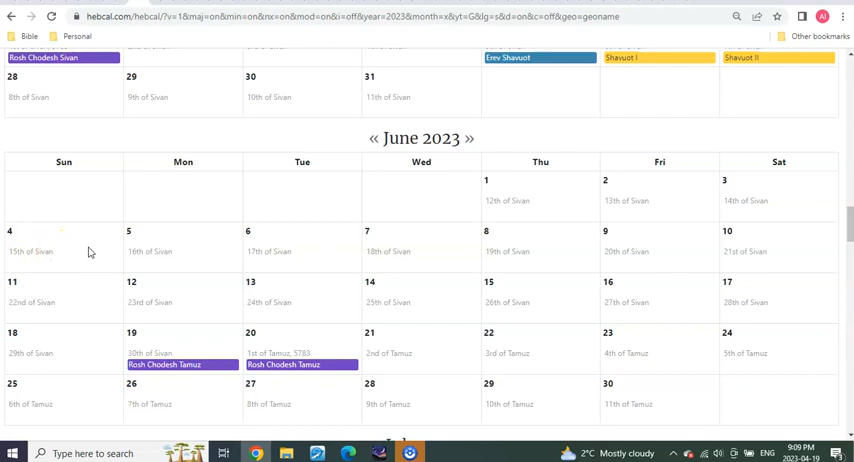 hebcal.com/hebcal/?v=1&maj=on&min=on&nx=on&mod=on&i=off&year=2023&month=x&yt=G&lg=s&d=on&c=off&geo=geoname
AI
Bible Personal Other bookmarks
Rosh Chodesh Sivan Erev Shavuot Shavuot I Shavuot II
28 29 30 31
8th of Sivan 9th of Sivan 10th of Sivan 11th of Sivan
« June 2023 »
Sun Mon Tue Wed Thu Fri Sat
1 2 3
12th of Sivan 13th of Sivan 14th of Sivan
4 5 6 7 8 9 10
15th of Sivan 16th of Sivan 17th of Sivan 18th of Sivan 19th of Sivan 20th of Sivan 21st of Sivan
11 12 13 14 15 16 17
22nd of Sivan 23rd of Sivan 24th of Sivan 25th of Sivan 26th of Sivan 27th of Sivan 28th of Sivan
18 19 20 21 22 23 24
29th of Sivan 30th of Sivan 1st of Tamuz, 5783 2nd of Tamuz 3rd of Tamuz 4th of Tamuz 5th of Tamuz
Rosh Chodesh Tamuz Rosh Chodesh Tamuz
25 26 27 28 29 30
6th of Tamuz 7th of Tamuz 8th of Tamuz 9th of Tamuz 10th of Tamuz 11th of Tamuz
Type here to search 2°C Mostly cloudy ENG 9:09 PM
2023-04-19